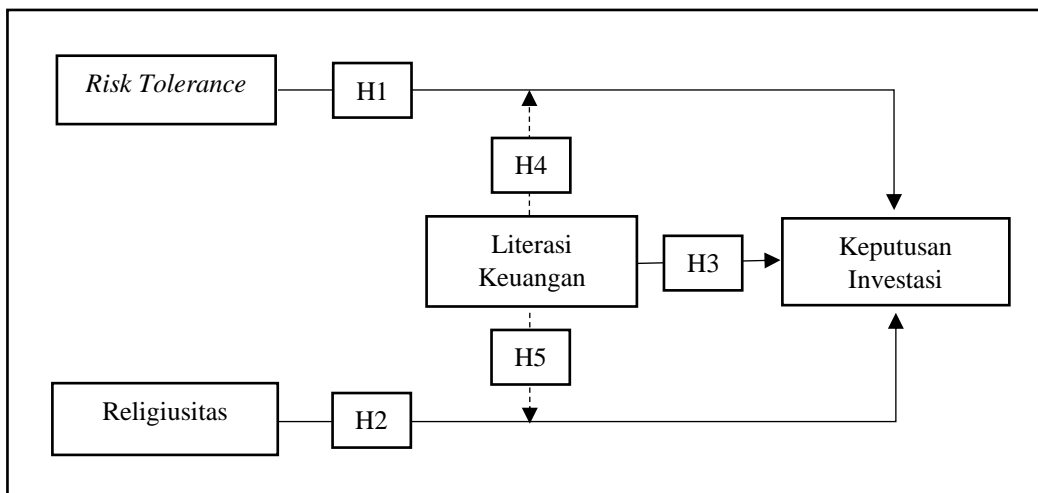 Risk Tolerance
H1
H4
Literasi
Keuangan
H3
Keputusan
Investasi
H5
Religiusitas
H2